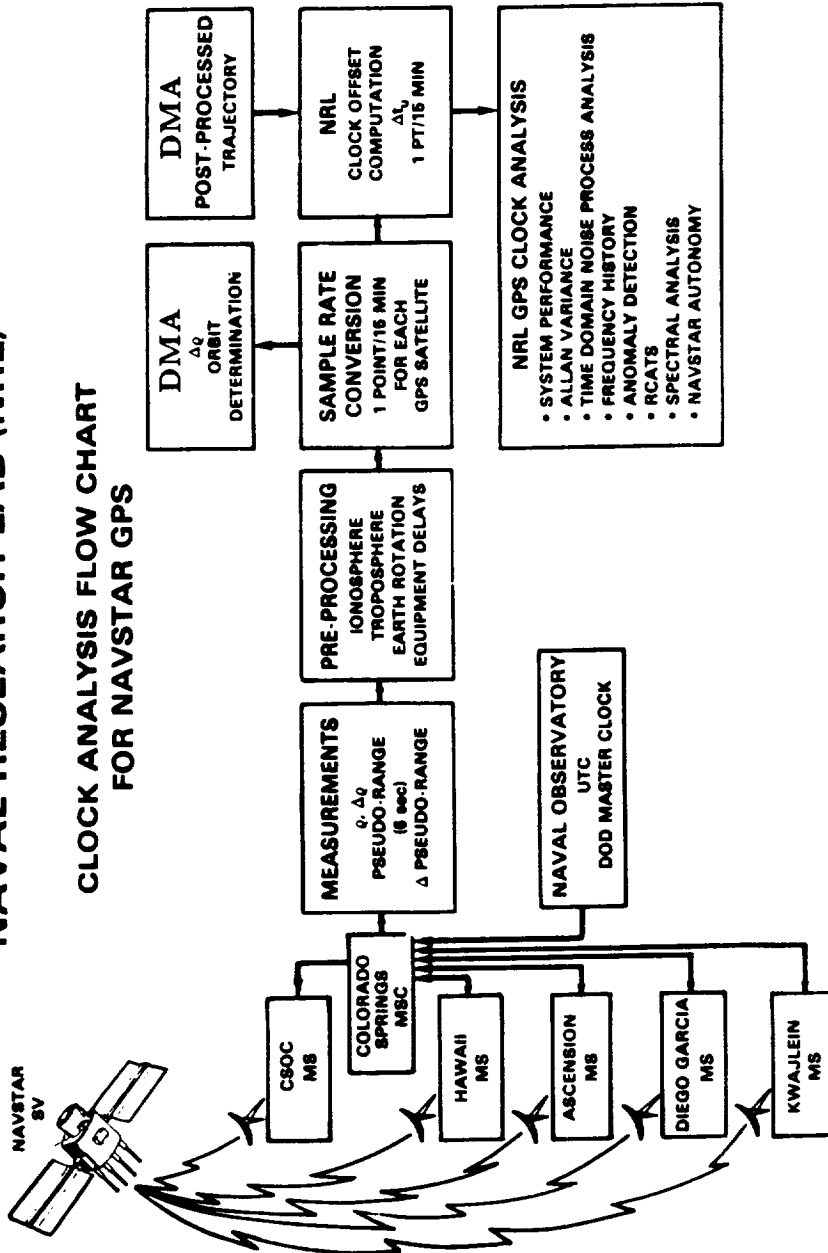 CLOCK ANALYSIS FLOW CHART
FOR NAVSTAR GPS
NAVSTAR
SV
CSOC
MS
HAWAII
MS
ASCENSION
MS
DIEGO GARCIA
MS
KWAJLEIN
MS
COLORADO
SPRINGS
MSC
MEASUREMENTS
ϱ, Δϱ
PSEUDO-RANGE
(6 sec)
Δ PSEUDO-RANGE
NAVAL OBSERVATORY
UTC
DOD MASTER CLOCK
PRE-PROCESSING
IONOSPHERE
TROPOSPHERE
EARTH ROTATION
EQUIPMENT DELAYS
DMA
Δϱ
ORBIT
DETERMINATION
SAMPLE RATE
CONVERSION
1 POINT/15 MIN
FOR EACH
GPS SATELLITE
DMA
POST-PROCESSED
TRAJECTORY
NRL
CLOCK OFFSET
COMPUTATION
Δtᵤ
1 PT/15 MIN
NRL GPS CLOCK ANALYSIS
• SYSTEM PERFORMANCE
• ALLAN VARIANCE
• TIME DOMAIN NOISE PROCESS ANALYSIS
• FREQUENCY HISTORY
• ANOMALY DETECTION
• RCATS
• SPECTRAL ANALYSIS
• NAVSTAR AUTONOMY